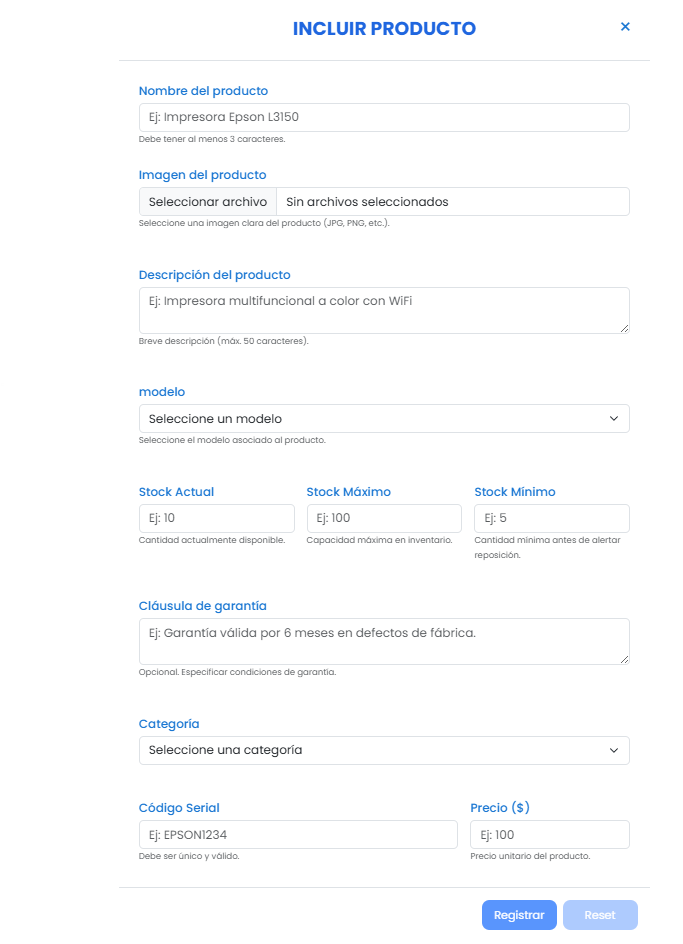 INCLUIR PRODUCTO ×
Nombre del producto
Ej: Impresora Epson L3150
Debe tener al menos 3 caracteres.
Imagen del producto
Seleccionar archivo Sin archivos seleccionados
Seleccione una imagen clara del producto (JPG, PNG, etc.).
Descripción del producto
Ej: Impresora multifuncional a color con WiFi
Breve descripción (máx. 50 caracteres).
modelo
Seleccione un modelo
Seleccione el modelo asociado al producto.
Stock Actual Stock Máximo Stock Mínimo
Ej: 10 Ej: 100 Ej: 5
Cantidad actualmente disponible. Capacidad máxima en inventario. Cantidad mínima antes de alertar
reposición.
Cláusula de garantía
Ej: Garantía válida por 6 meses en defectos de fábrica.
Opcional. Especificar condiciones de garantía.
Categoría
Seleccione una categoría
Código Serial Precio ($)
Ej: EPSON1234 Ej: 100
Debe ser único y válido. Precio unitario del producto.
Registrar Reset